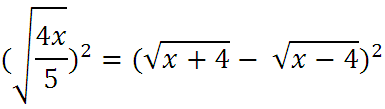 (√(4x/5))² = (√(x + 4) − √(x − 4))²